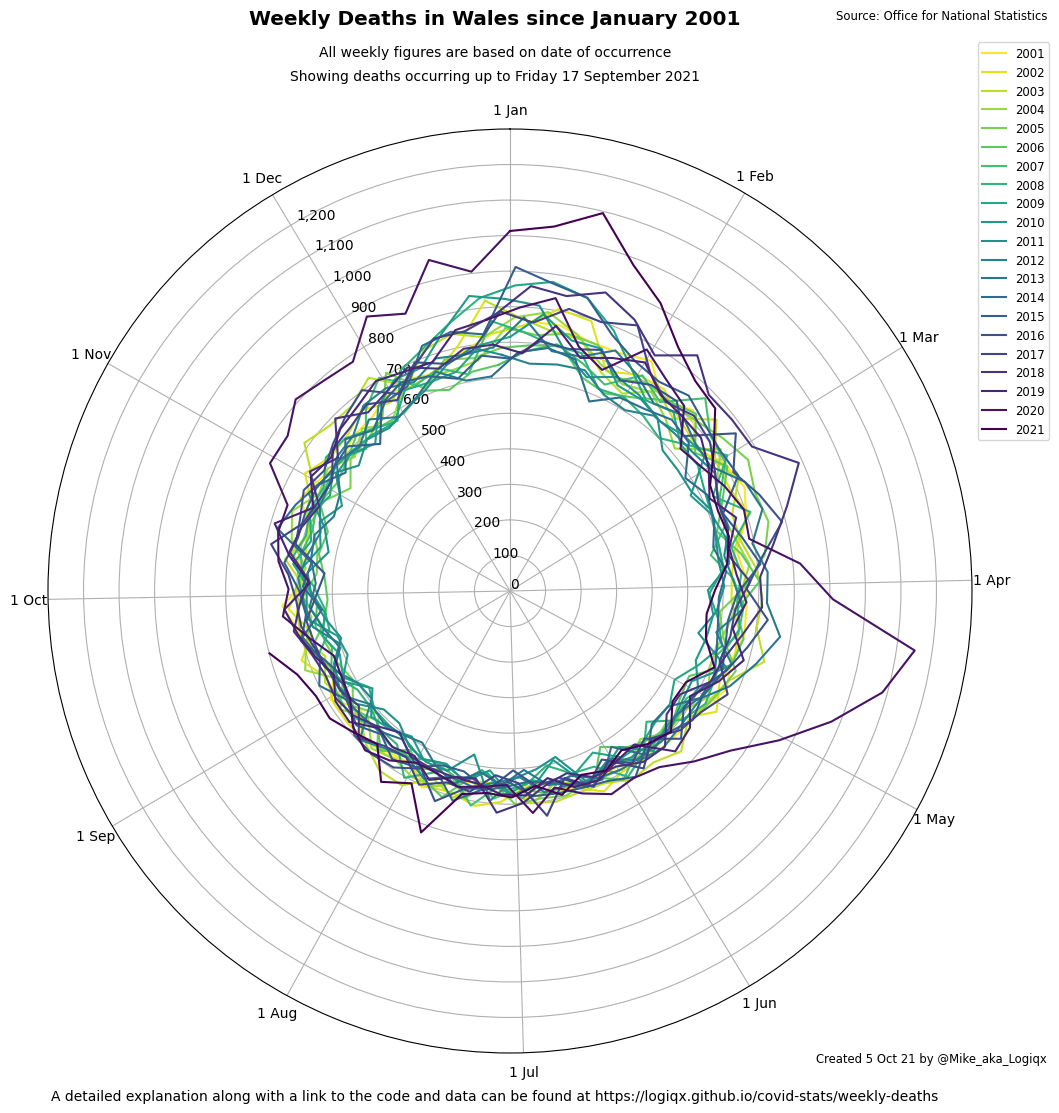 Weekly Deaths in Wales since January 2001
Source: Office for National Statistics
All weekly figures are based on date of occurrence
Showing deaths occurring up to Friday 17 September 2021
1 Jan
1 Feb
1 Mar
1 Apr
1 May
1 Jun
1 Jul
1 Aug
1 Sep
1 Oct
1 Nov
1 Dec
1,200
1,100
1,000
900
800
700
600
500
400
300
200
100
0
2001
2002
2003
2004
2005
2006
2007
2008
2009
2010
2011
2012
2013
2014
2015
2016
2017
2018
2019
2020
2021
Created 5 Oct 21 by @Mike_aka_Logiqx
A detailed explanation along with a link to the code and data can be found at https://logiqx.github.io/covid-stats/weekly-deaths